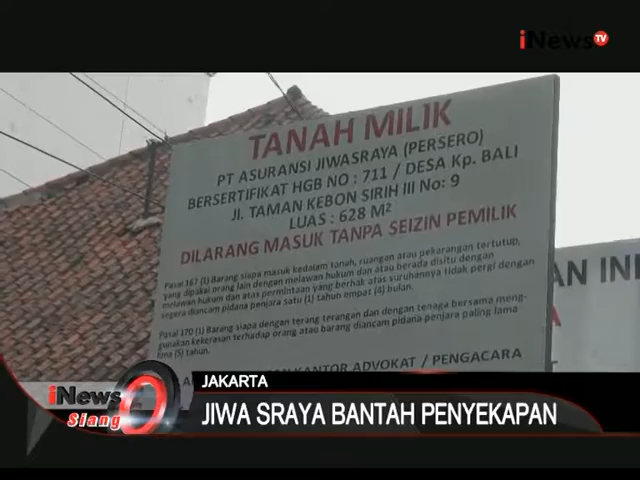 iNews TV
TANAH MILIK
PT ASURANSI JIWASRAYA (PERSERO)
BERSERTIFIKAT HGB NO : 711 / DESA Kp. BALI
JL. TAMAN KEBON SIRIH III No: 9
LUAS : 628 M²
DILARANG MASUK TANPA SEIZIN PEMILIK
Pasal 167 (1) Barang siapa masuk kedalam tanah, ruangan atau pekarangan tertutup,
yang dipakai orang lain dengan melawan hukum dan atau berada disitu dengan
melawan hukum dan atas permintaan yang berhak atas suruhannya tidak pergi dengan
segera diancam pidana penjara satu (1) tahun empat (4) bulan.
Pasal 170 (1) Barang siapa dengan terang terangan dan dengan tenaga bersama meng-
gunakan kekerasan terhadap orang atau barang diancam pidana penjara paling lama
lima (5) tahun.
KANTOR ADVOKAT / PENGACARA
AN INI
JAKARTA
iNews
Siang
JIWA SRAYA BANTAH PENYEKAPAN